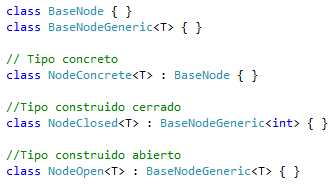 class BaseNode { }
class BaseNodeGeneric<T> { }
// Tipo concreto
class NodeConcrete<T> : BaseNode { }
//Tipo construido cerrado
class NodeClosed<T> : BaseNodeGeneric<int> { }
//Tipo construido abierto
class NodeOpen<T> : BaseNodeGeneric<T> { }